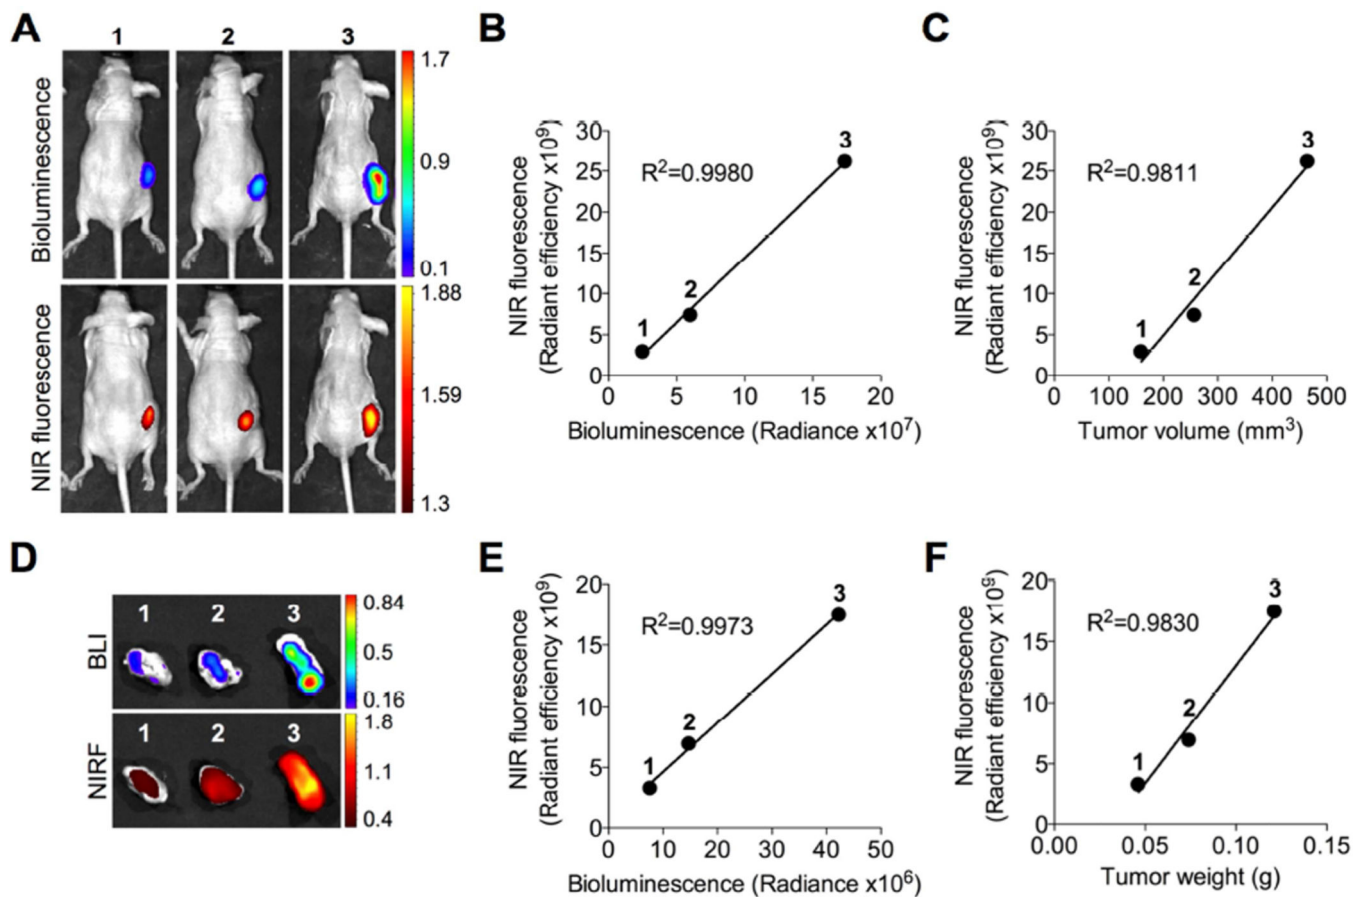 A
1 2 3
Bioluminescence
1.7
0.9
0.1
NIR fluorescence
1.88
1.59
1.3
B
NIR fluorescence
(Radiant efficiency x10⁹)
30
25
20
15
10
5
0
R²=0.9980
1
2
3
0 5 10 15 20
Bioluminescence (Radiance x10⁷)
C
NIR fluorescence
(Radiant efficiency x10⁹)
30
25
20
15
10
5
0
R²=0.9811
1
2
3
0 100 200 300 400 500
Tumor volume (mm³)
D
BLI
1 2 3
0.84
0.5
0.16
NIRF
1 2 3
1.8
1.1
0.4
E
NIR fluorescence
(Radiant efficiency x10⁹)
20
15
10
5
0
R²=0.9973
1
2
3
0 10 20 30 40 50
Bioluminescence (Radiance x10⁶)
F
NIR fluorescence
(Radiant efficiency x10⁹)
20
15
10
5
0
R²=0.9830
1
2
3
0.00 0.05 0.10 0.15
Tumor weight (g)